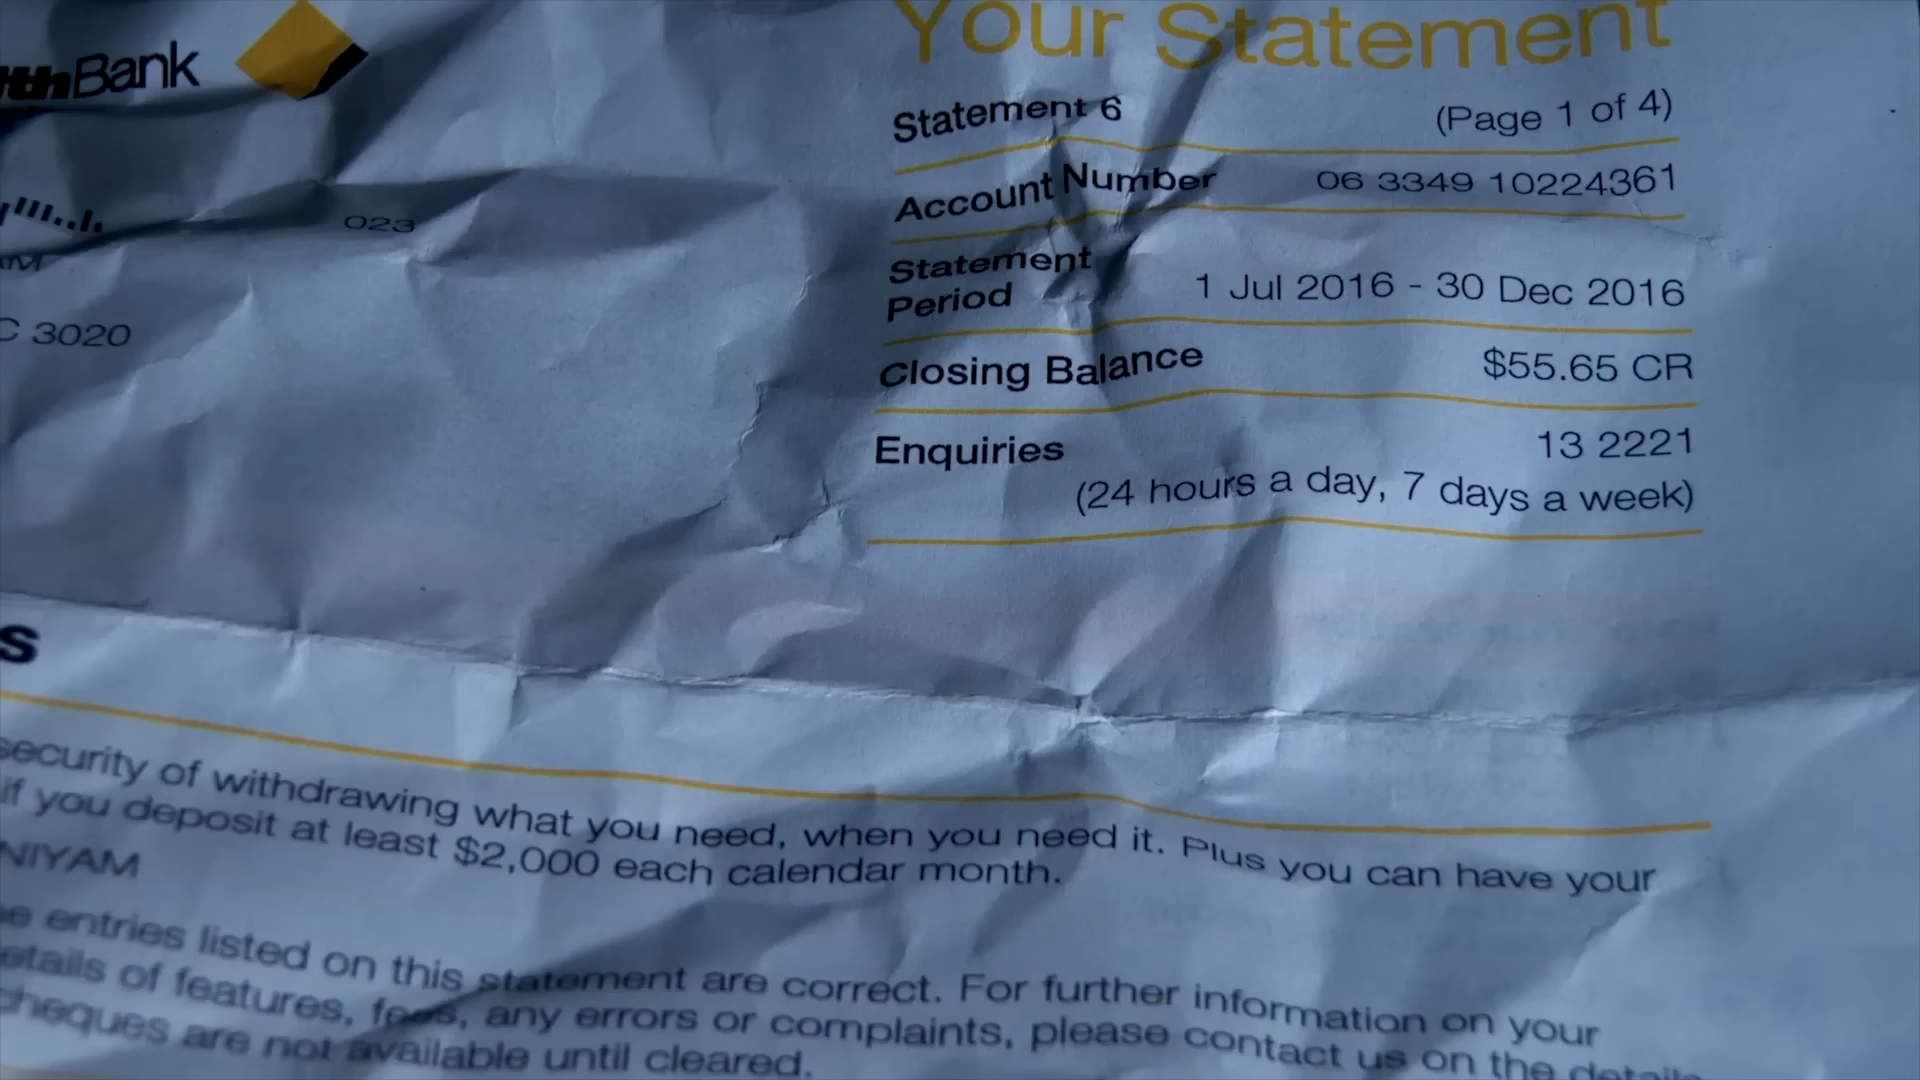 Bank
Your Statement
Statement 6 (Page 1 of 4)
Account Number 06 3349 10224361
023
Statement
Period 1 Jul 2016 - 30 Dec 2016
C 3020
Closing Balance $55.65 CR
Enquiries 13 2221
(24 hours a day, 7 days a week)
s
security of withdrawing what you need, when you need it. Plus you can have your
if you deposit at least $2,000 each calendar month.
NIYAM
entries listed on this statement are correct. For further information on your
of features, fees, any errors or complaints, please contact us on the details
cheques are not available until cleared.